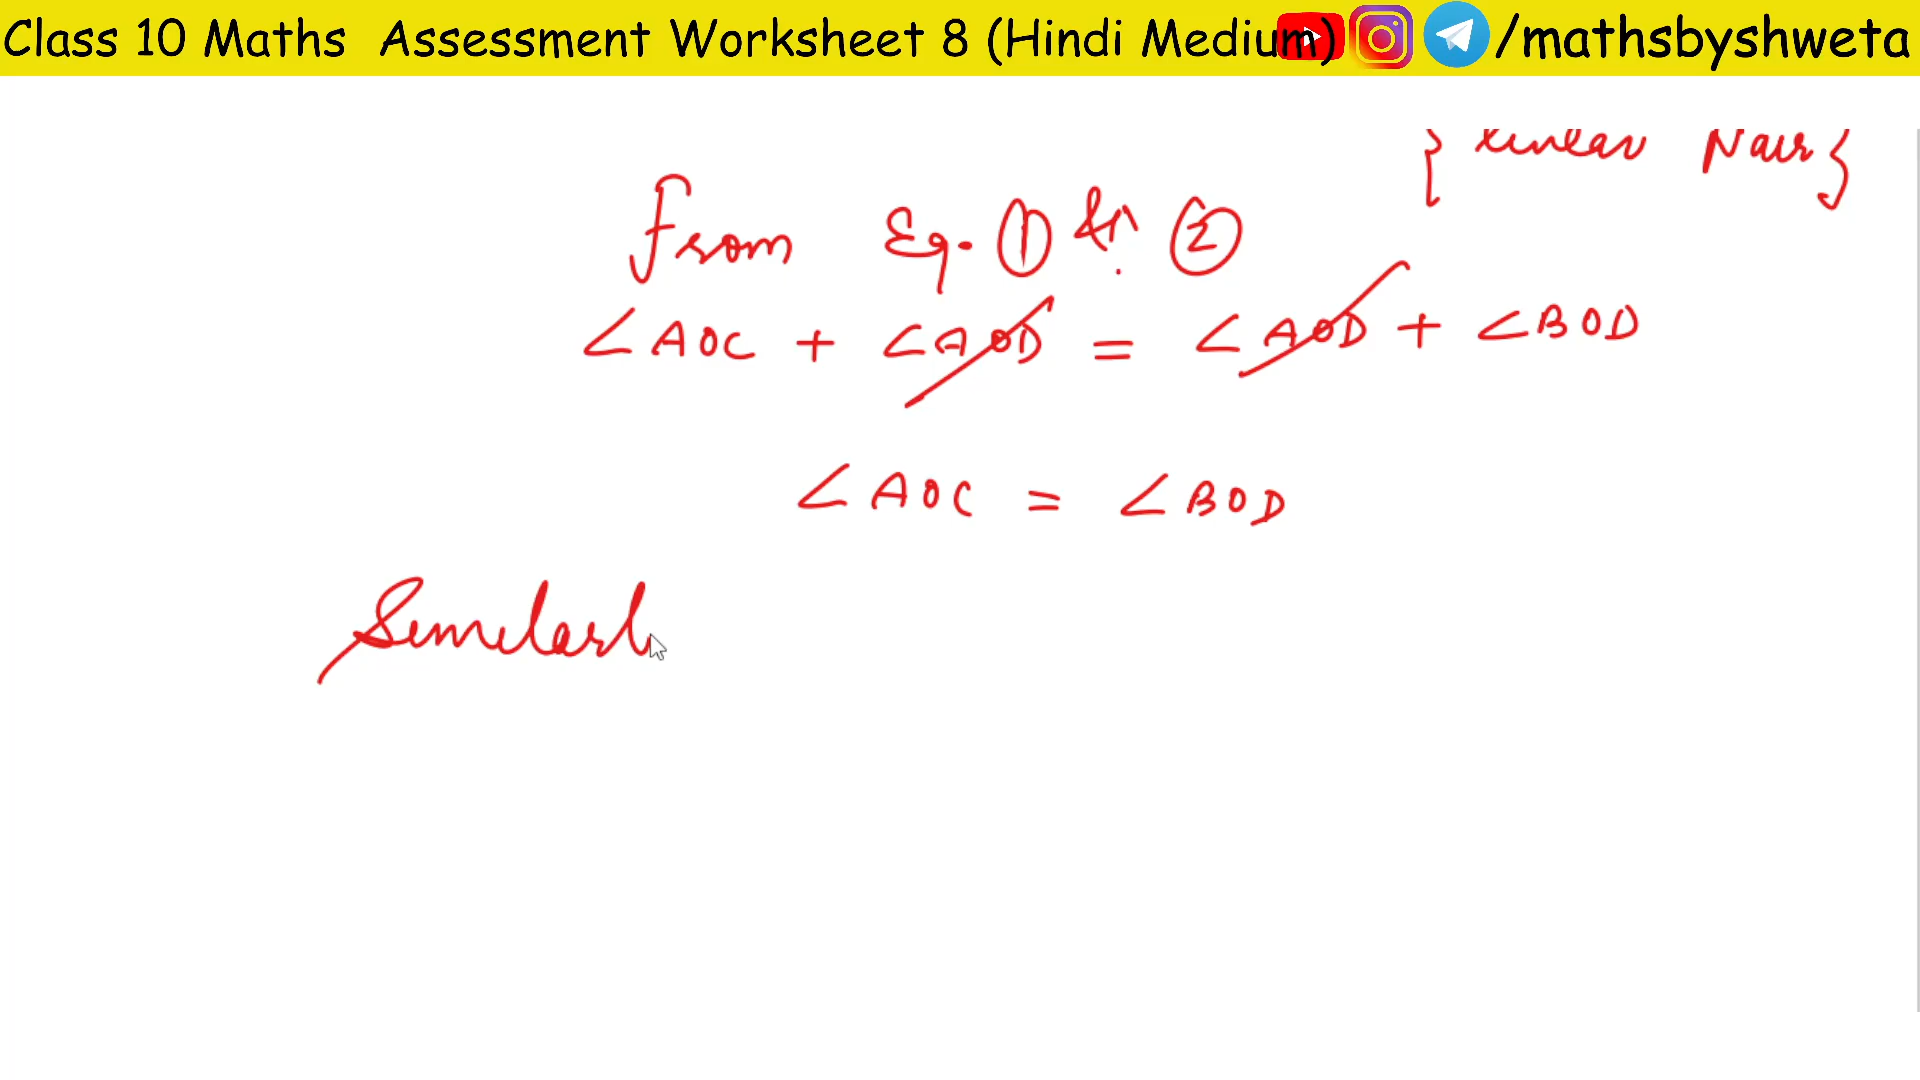 Class 10 Maths Assessment Worksheet 8 (Hindi Medium) /mathsbyshweta
{ Linear Pair }
From Eq. ① & ②
∠AOC + ∠AOD = ∠AOD + ∠BOD
∠AOC = ∠BOD
Similarl